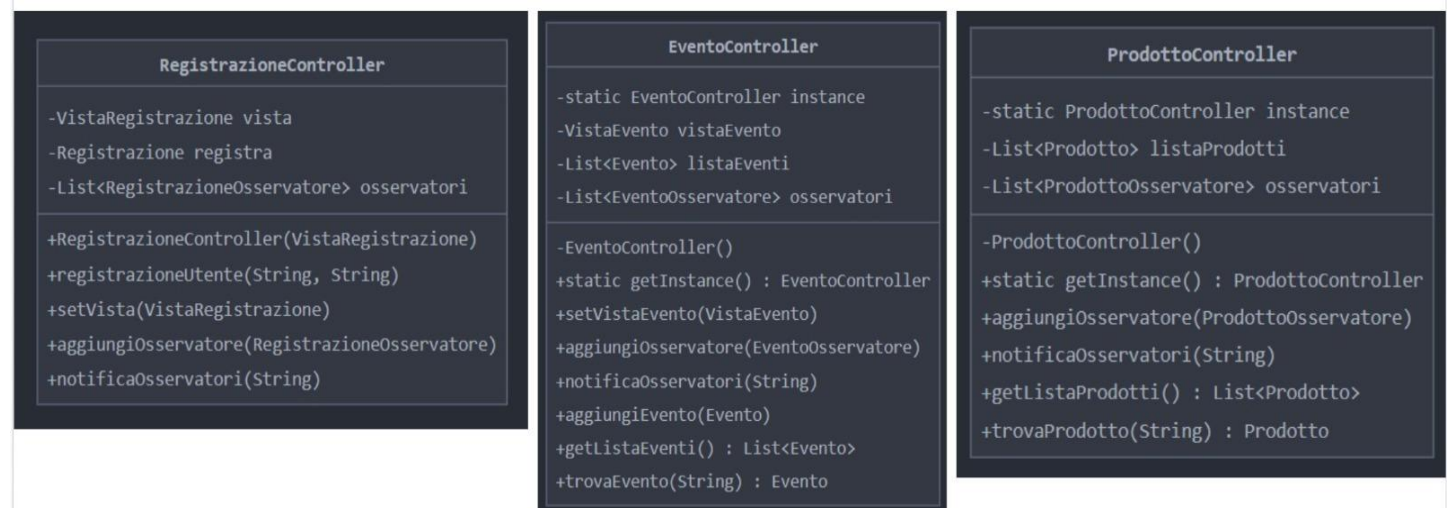 RegistrazioneController
-VistaRegistrazione vista
-Registrazione registra
-List<RegistrazioneOsservatore> osservatori
+RegistrazioneController(VistaRegistrazione)
+registrazioneUtente(String, String)
+setVista(VistaRegistrazione)
+aggiungiOsservatore(RegistrazioneOsservatore)
+notificaOsservatori(String)
EventoController
-static EventoController instance
-VistaEvento vistaEvento
-List<Evento> listaEventi
-List<EventoOsservatore> osservatori
-EventoController()
+static getInstance() : EventoController
+setVistaEvento(VistaEvento)
+aggiungiOsservatore(EventoOsservatore)
+notificaOsservatori(String)
+aggiungiEvento(Evento)
+getListaEventi() : List<Evento>
+trovaEvento(String) : Evento
ProdottoController
-static ProdottoController instance
-List<Prodotto> listaProdotti
-List<ProdottoOsservatore> osservatori
-ProdottoController()
+static getInstance() : ProdottoController
+aggiungiOsservatore(ProdottoOsservatore)
+notificaOsservatori(String)
+getListaProdotti() : List<Prodotto>
+trovaProdotto(String) : Prodotto